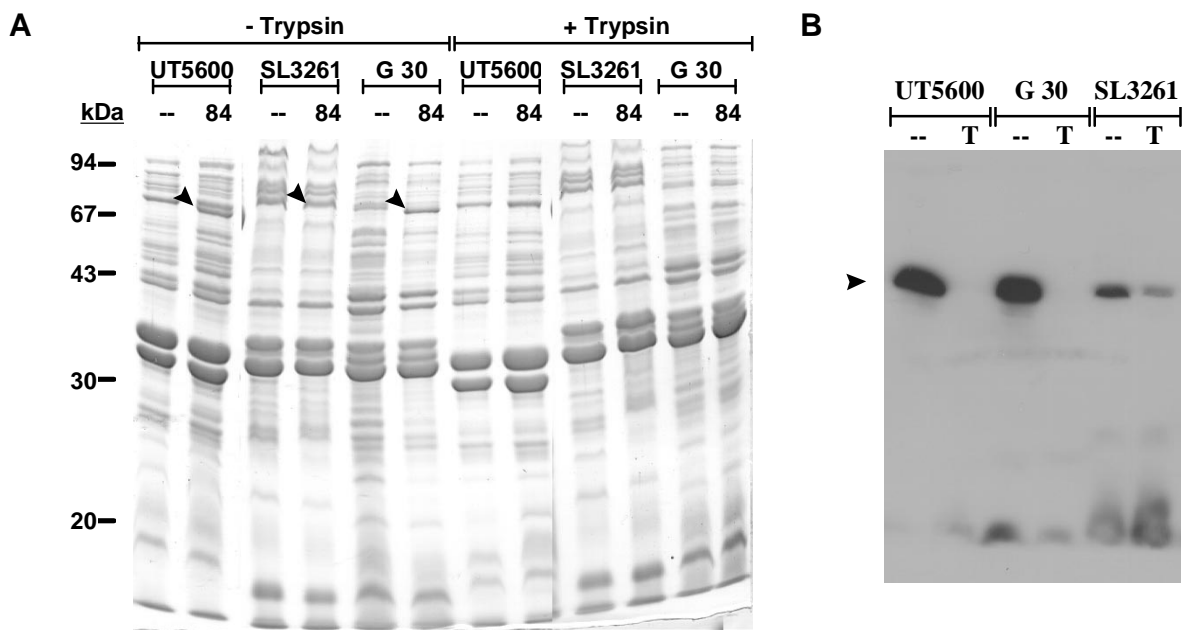 A
- Trypsin + Trypsin
UT5600 SL3261 G 30 UT5600 SL3261 G 30
kDa -- 84 -- 84 -- 84 -- 84 -- 84 -- 84
94
67
43
30
20
B
UT5600 G 30 SL3261
-- T -- T -- T